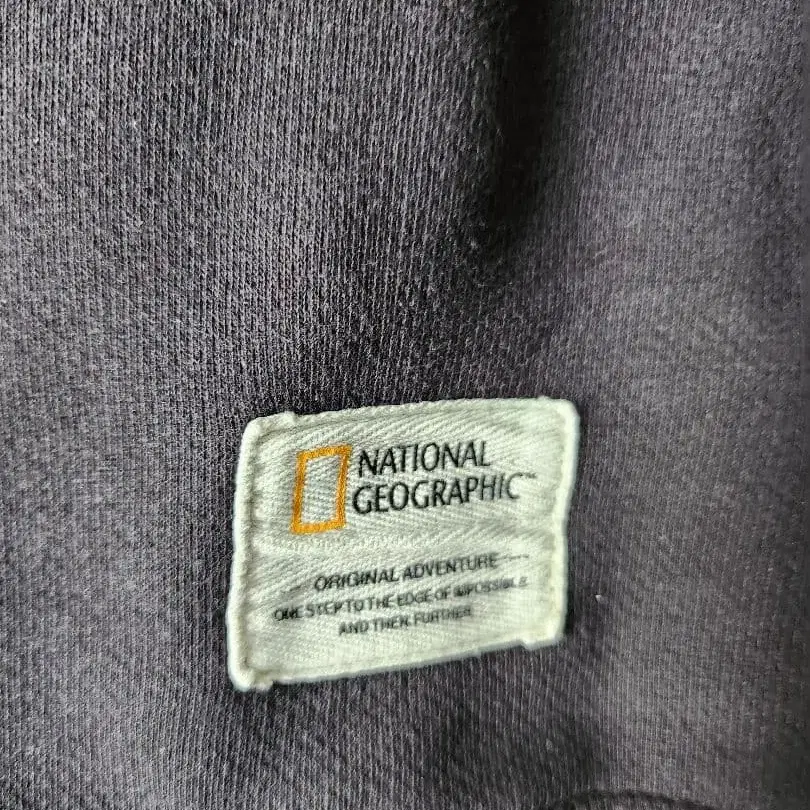 NATIONAL
GEOGRAPHIC™
ORIGINAL ADVENTURE
ONE STEP TO THE EDGE OF IMPOSSIBLE
AND THEN FURTHER